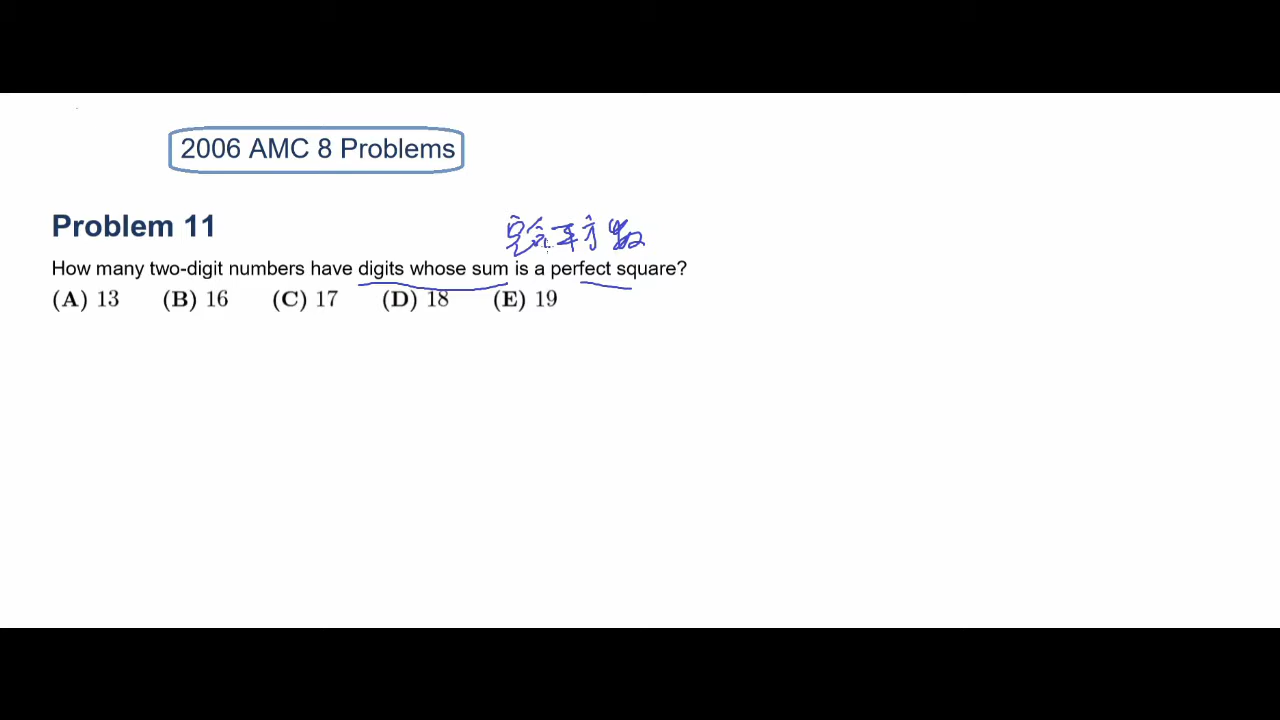 2006 AMC 8 Problems
Problem 11
完全平方数
How many two-digit numbers have digits whose sum is a perfect square?
(A) 13 (B) 16 (C) 17 (D) 18 (E) 19